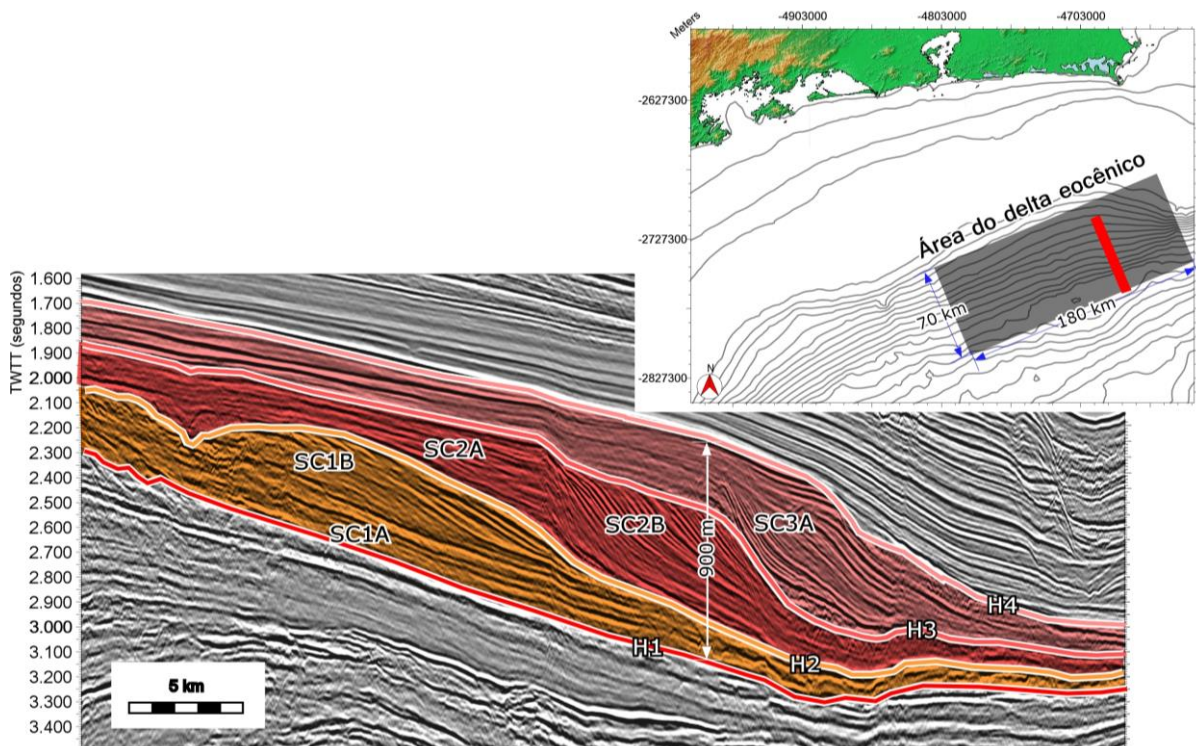 Meters
-4903000
-4803000
-4703000
-2627300
-2727300
-2827300
Área do delta eocênico
70 km
180 km
N
TWTT (segundos)
1.600
1.700
1.800
1.900
2.000
2.100
2.200
2.300
2.400
2.500
2.600
2.700
2.800
2.900
3.000
3.100
3.200
3.300
3.400
SC1B
SC2A
SC1A
SC2B
SC3A
900 m
H1
H2
H3
H4
5 km